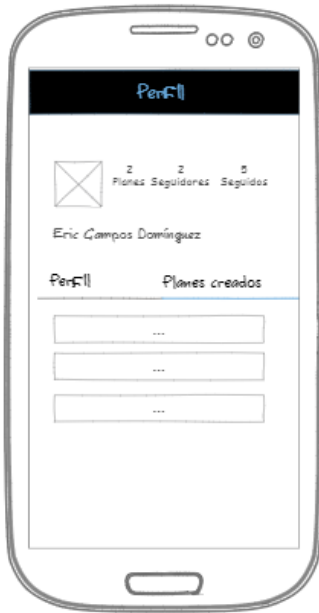 Perfil
2 2 5
Planes Seguidores Seguidos
Eric Campos Domínguez
Perfil Planes creados
...
...
...